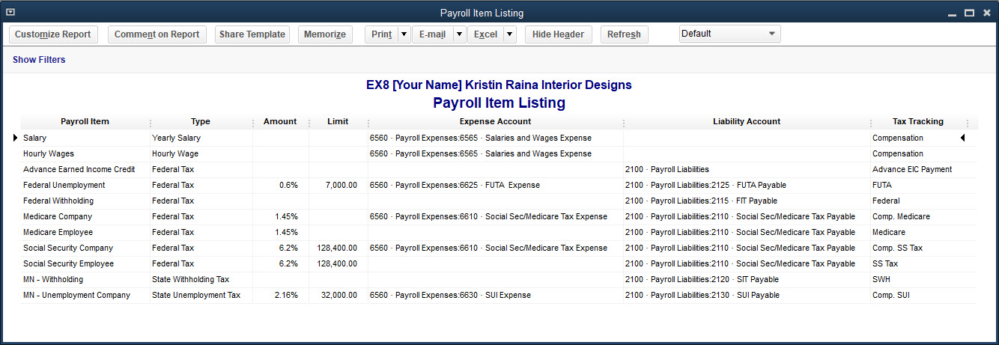 Payroll Item Listing
Customize Report Comment on Report Share Template Memorize Print E-mail Excel Hide Header Refresh Default
Show Filters
EX8 [Your Name] Kristin Raina Interior Designs
Payroll Item Listing
Payroll Item Type Amount Limit Expense Account Liability Account Tax Tracking
Salary Yearly Salary 6560 · Payroll Expenses:6565 · Salaries and Wages Expense Compensation
Hourly Wages Hourly Wage 6560 · Payroll Expenses:6565 · Salaries and Wages Expense Compensation
Advance Earned Income Credit Federal Tax 2100 · Payroll Liabilities Advance EIC Payment
Federal Unemployment Federal Tax 0.6% 7,000.00 6560 · Payroll Expenses:6625 · FUTA Expense 2100 · Payroll Liabilities:2125 · FUTA Payable FUTA
Federal Withholding Federal Tax 2100 · Payroll Liabilities:2115 · FIT Payable Federal
Medicare Company Federal Tax 1.45% 6560 · Payroll Expenses:6610 · Social Sec/Medicare Tax Expense 2100 · Payroll Liabilities:2110 · Social Sec/Medicare Tax Payable Comp. Medicare
Medicare Employee Federal Tax 1.45% 2100 · Payroll Liabilities:2110 · Social Sec/Medicare Tax Payable Medicare
Social Security Company Federal Tax 6.2% 128,400.00 6560 · Payroll Expenses:6610 · Social Sec/Medicare Tax Expense 2100 · Payroll Liabilities:2110 · Social Sec/Medicare Tax Payable Comp. SS Tax
Social Security Employee Federal Tax 6.2% 128,400.00 2100 · Payroll Liabilities:2110 · Social Sec/Medicare Tax Payable SS Tax
MN - Withholding State Withholding Tax 2100 · Payroll Liabilities:2120 · SIT Payable SWH
MN - Unemployment Company State Unemployment Tax 2.16% 32,000.00 6560 · Payroll Expenses:6630 · SUI Expense 2100 · Payroll Liabilities:2130 · SUI Payable Comp. SUI